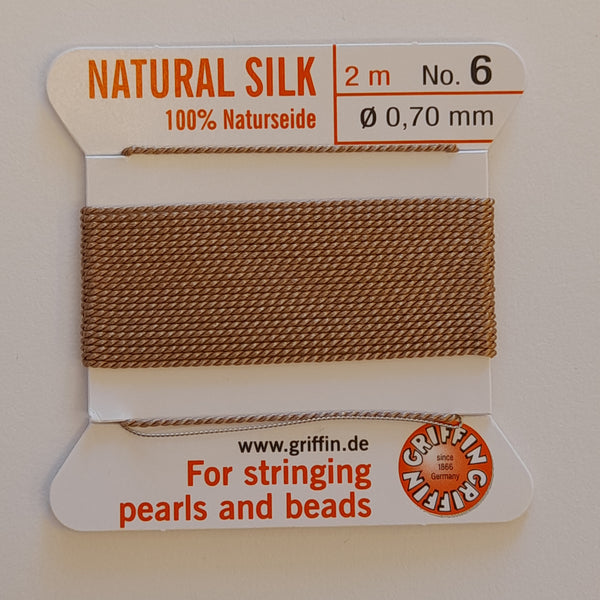 NATURAL SILK
100% Naturseide
2 m No. 6
Ø 0,70 mm
www.griffin.de
For stringing
pearls and beads
GRIFFIN GRIFFIN
since
1866
Germany